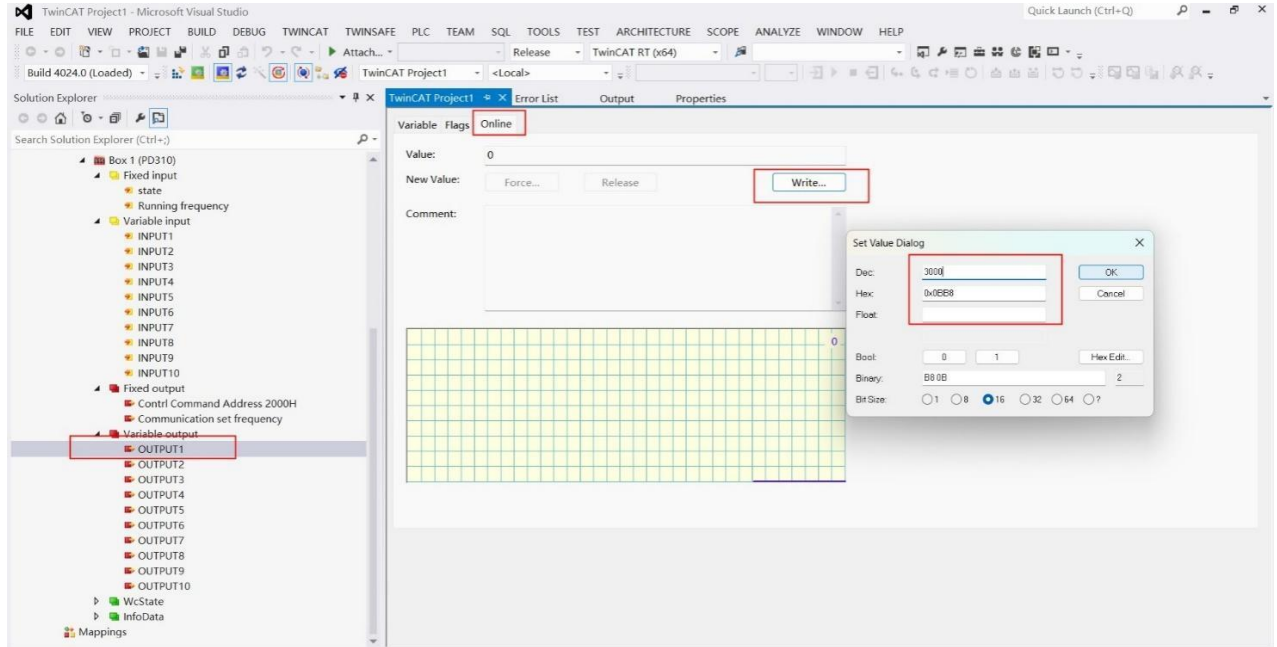 TwinCAT Project1 - Microsoft Visual Studio
Quick Launch (Ctrl+Q)
FILE EDIT VIEW PROJECT BUILD DEBUG TWINCAT TWINSAFE PLC TEAM SQL TOOLS TEST ARCHITECTURE SCOPE ANALYZE WINDOW HELP
Attach... Release TwinCAT RT (x64)
Build 4024.0 (Loaded) TwinCAT Project1 <Local>
Solution Explorer
Search Solution Explorer (Ctrl+;)
Box 1 (PD310)
Fixed input
state
Running frequency
Variable input
INPUT1
INPUT2
INPUT3
INPUT4
INPUT5
INPUT6
INPUT7
INPUT8
INPUT9
INPUT10
Fixed output
Contrl Command Address 2000H
Communication set frequency
Variable output
OUTPUT1
OUTPUT2
OUTPUT3
OUTPUT4
OUTPUT5
OUTPUT6
OUTPUT7
OUTPUT8
OUTPUT9
OUTPUT10
WcState
InfoData
Mappings
TwinCAT Project1 Error List Output Properties
Variable Flags Online
Value: 0
New Value: Force... Release Write...
Comment:
0
Set Value Dialog
Dec: 3000 OK
Hex: 0x0BB8 Cancel
Float:
Bool: 0 1 Hex Edit...
Binary: B8 0B 2
Bit Size: 1 8 16 32 64 ?